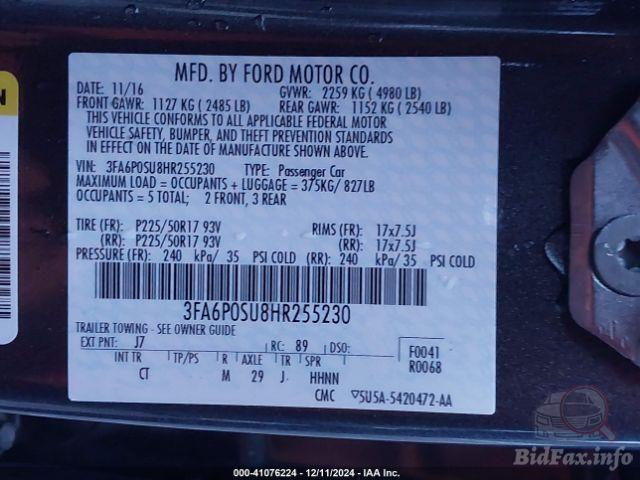 MFD. BY FORD MOTOR CO.
DATE: 11/16 GVWR: 2259 KG ( 4980 LB)
FRONT GAWR: 1127 KG ( 2485 LB) REAR GAWR: 1152 KG ( 2540 LB)
THIS VEHICLE CONFORMS TO ALL APPLICABLE FEDERAL MOTOR
VEHICLE SAFETY, BUMPER, AND THEFT PREVENTION STANDARDS
IN EFFECT ON THE DATE OF MANUFACTURE SHOWN ABOVE.
VIN: 3FA6P0SU8HR255230 TYPE: Passenger Car
MAXIMUM LOAD = OCCUPANTS + LUGGAGE = 375KG/ 827LB
OCCUPANTS = 5 TOTAL; 2 FRONT, 3 REAR
TIRE (FR): P225/50R17 93V RIMS (FR): 17x7.5J
(RR): P225/50R17 93V (RR): 17x7.5J
PRESSURE (FR): 240 kPa/ 35 PSI COLD (RR): 240 kPa/ 35 PSI COLD
3FA6P0SU8HR255230
TRAILER TOWING - SEE OWNER GUIDE
EXT PNT: J7 RC: 89 DSO: F0041
INT TR TP/PS R AXLE TR SPR R0068
CT M 29 J HHNN
CMC ▽5U5A-5420472-AA
N
BidFax.info
000-41076224 - 12/11/2024 - IAA Inc.